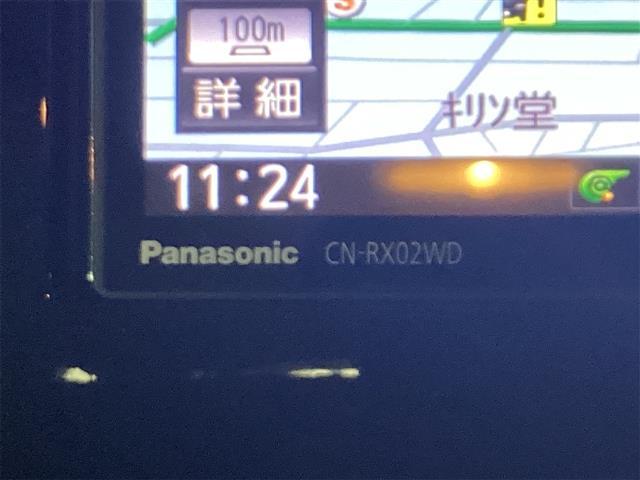 100m
詳細
ｷﾘﾝ堂
11:24
Panasonic CN-RX02WD